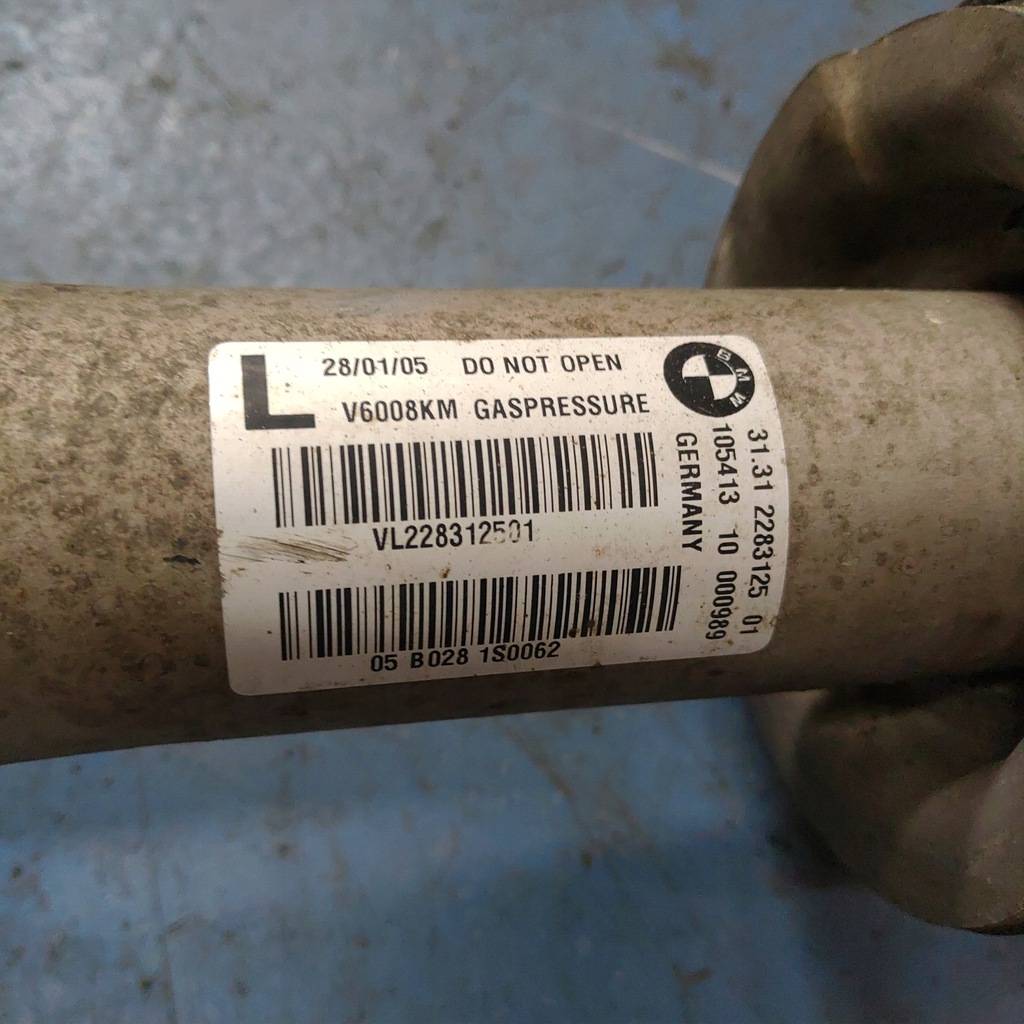 L
28/01/05 DO NOT OPEN
V6008KM GASPRESSURE
VL228312501
05 B028 1S0062
BMW
31.31 2283125 01
105413 10 000989
GERMANY